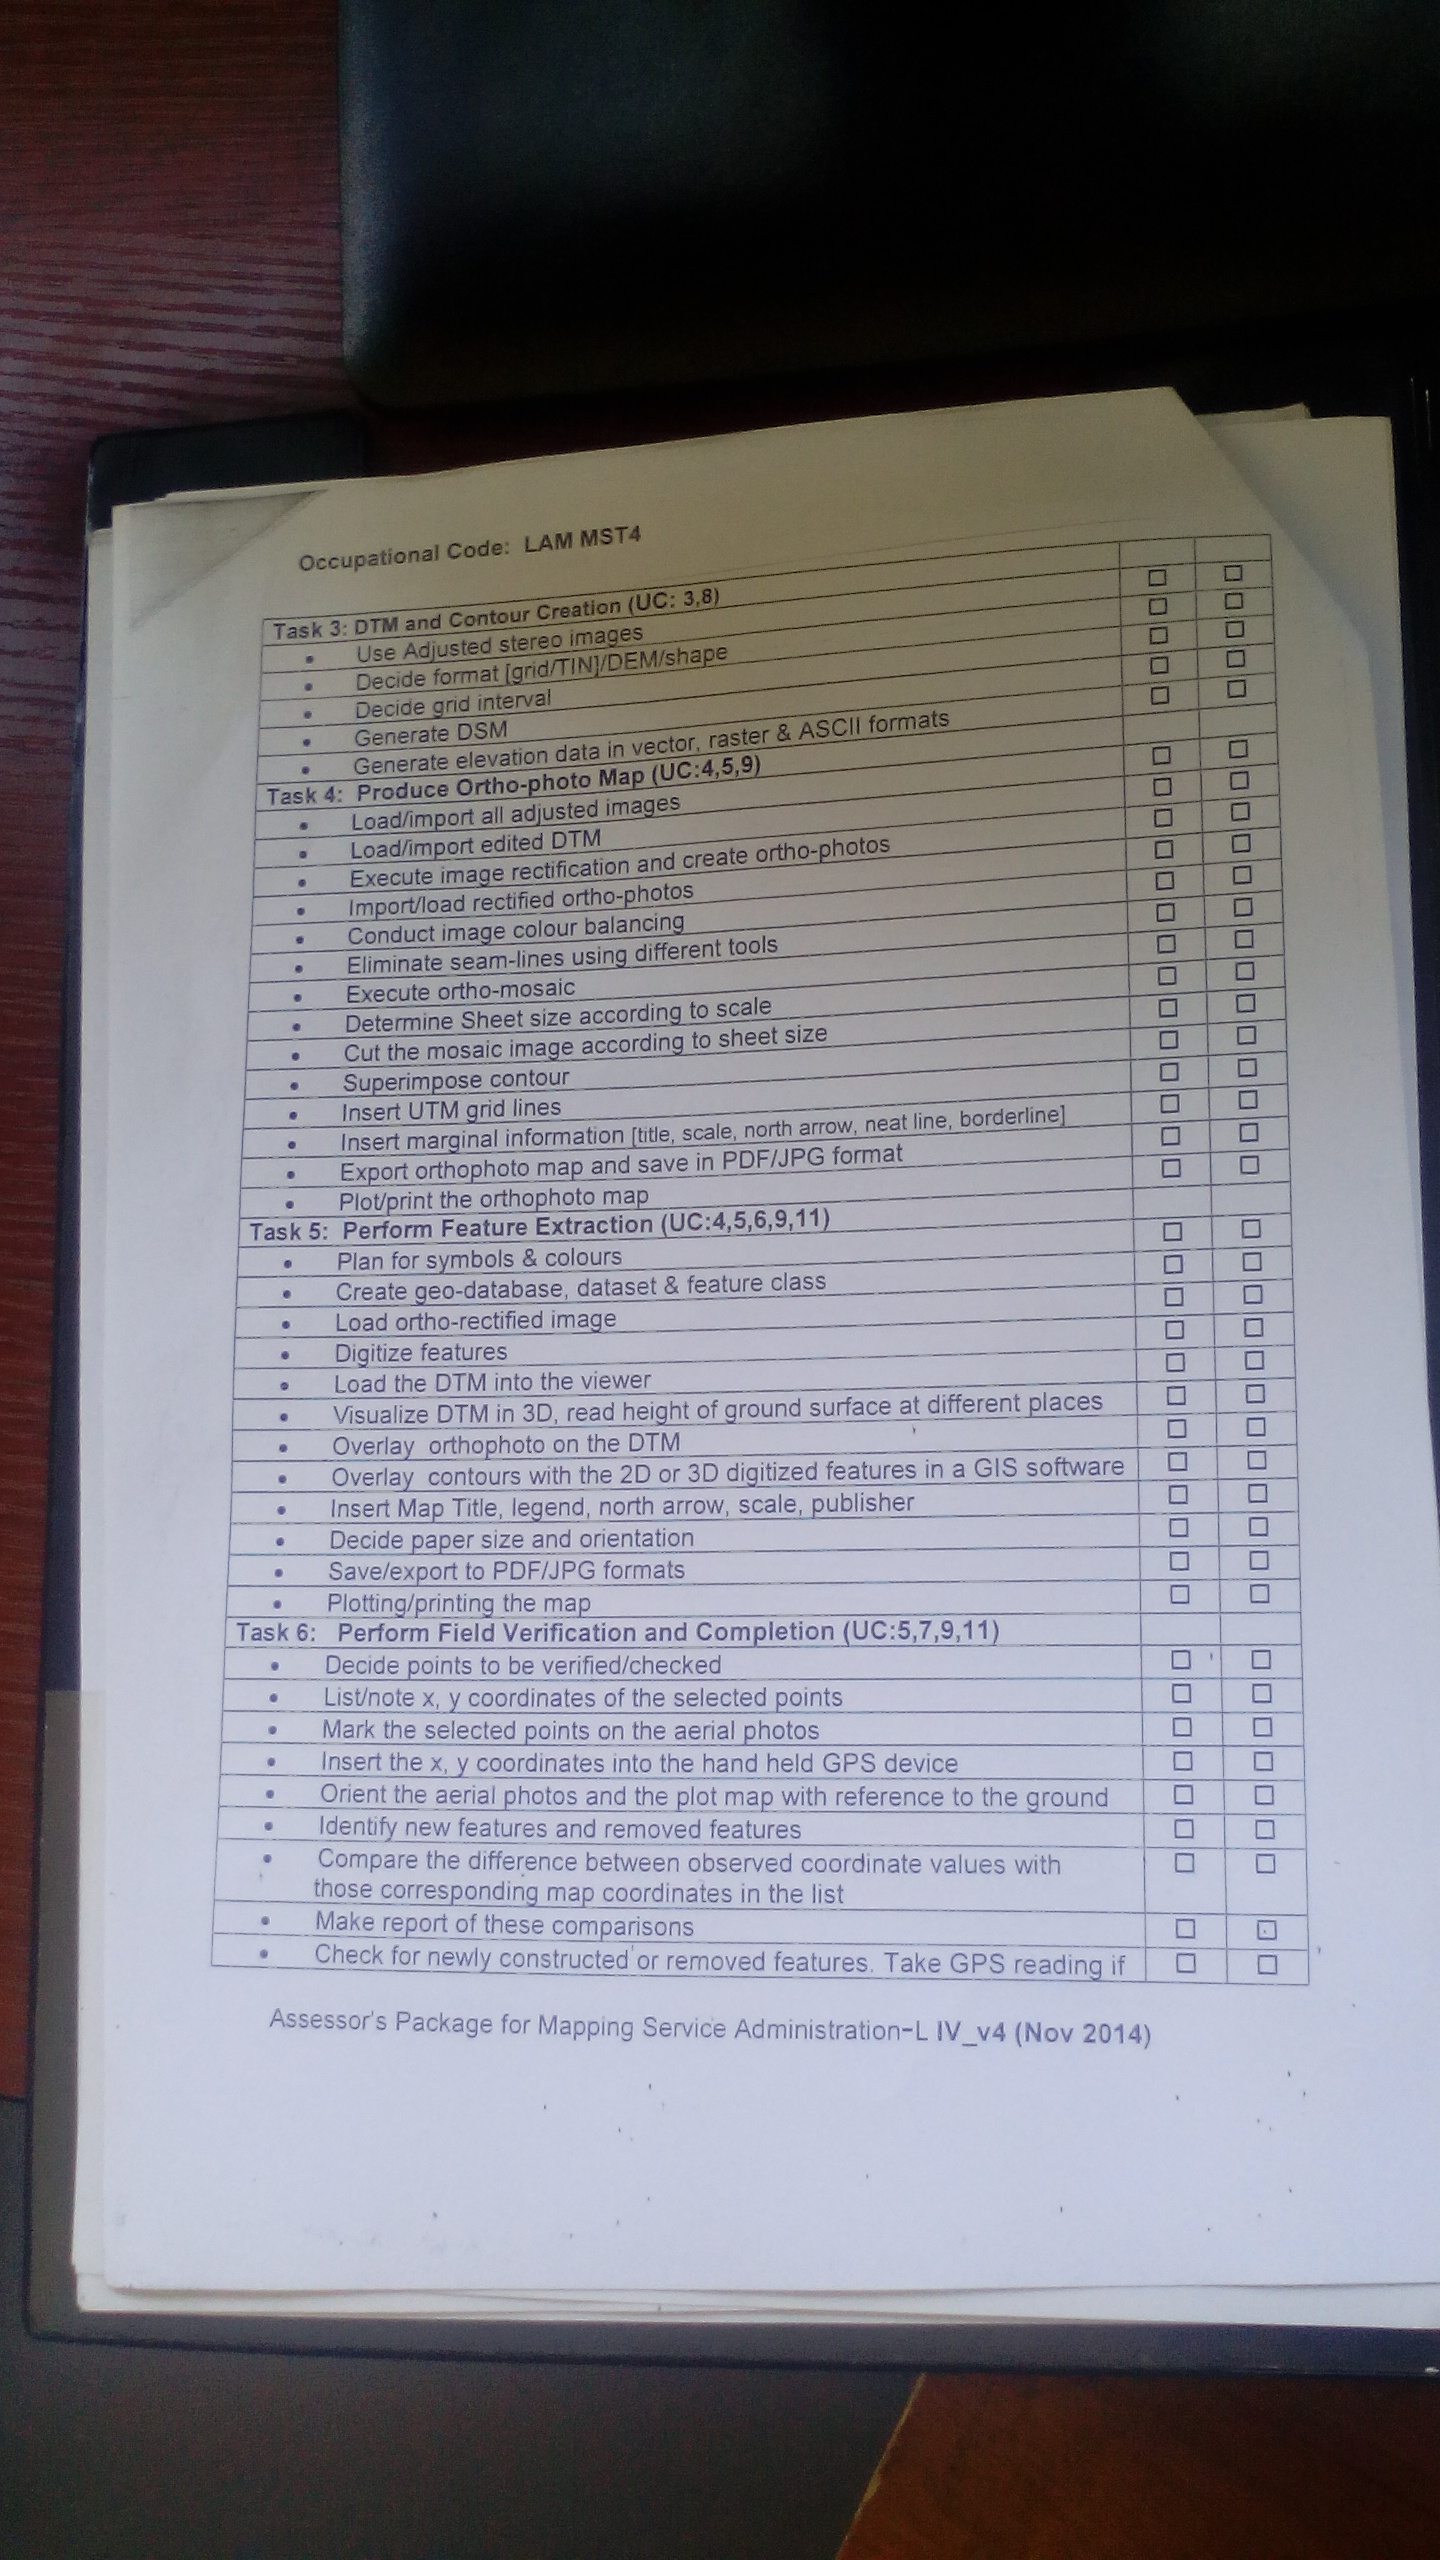 Occupational Code: LAM MST4
Task 3: DTM and Contour Creation (UC: 3,8)
• Use Adjusted stereo images
• Decide format [grid/TIN]/DEM/shape
• Decide grid interval
• Generate DSM
• Generate elevation data in vector, raster & ASCII formats
Task 4: Produce Ortho-photo Map (UC:4,5,9)
• Load/import all adjusted images
• Load/import edited DTM
• Execute image rectification and create ortho-photos
• Import/load rectified ortho-photos
• Conduct image colour balancing
• Eliminate seam-lines using different tools
• Execute ortho-mosaic
• Determine Sheet size according to scale
• Cut the mosaic image according to sheet size
• Superimpose contour
• Insert UTM grid lines
• Insert marginal information [title, scale, north arrow, neat line, borderline]
• Export orthophoto map and save in PDF/JPG format
• Plot/print the orthophoto map
Task 5: Perform Feature Extraction (UC:4,5,6,9,11)
• Plan for symbols & colours
• Create geo-database, dataset & feature class
• Load ortho-rectified image
• Digitize features
• Load the DTM into the viewer
• Visualize DTM in 3D, read height of ground surface at different places
• Overlay orthophoto on the DTM
• Overlay contours with the 2D or 3D digitized features in a GIS software
• Insert Map Title, legend, north arrow, scale, publisher
• Decide paper size and orientation
• Save/export to PDF/JPG formats
• Plotting/printing the map
Task 6: Perform Field Verification and Completion (UC:5,7,9,11)
• Decide points to be verified/checked
• List/note x, y coordinates of the selected points
• Mark the selected points on the aerial photos
• Insert the x, y coordinates into the hand held GPS device
• Orient the aerial photos and the plot map with reference to the ground
• Identify new features and removed features
• Compare the difference between observed coordinate values with
those corresponding map coordinates in the list
• Make report of these comparisons
• Check for newly constructed or removed features. Take GPS reading if
Assessor's Package for Mapping Service Administration–L IV_v4 (Nov 2014)